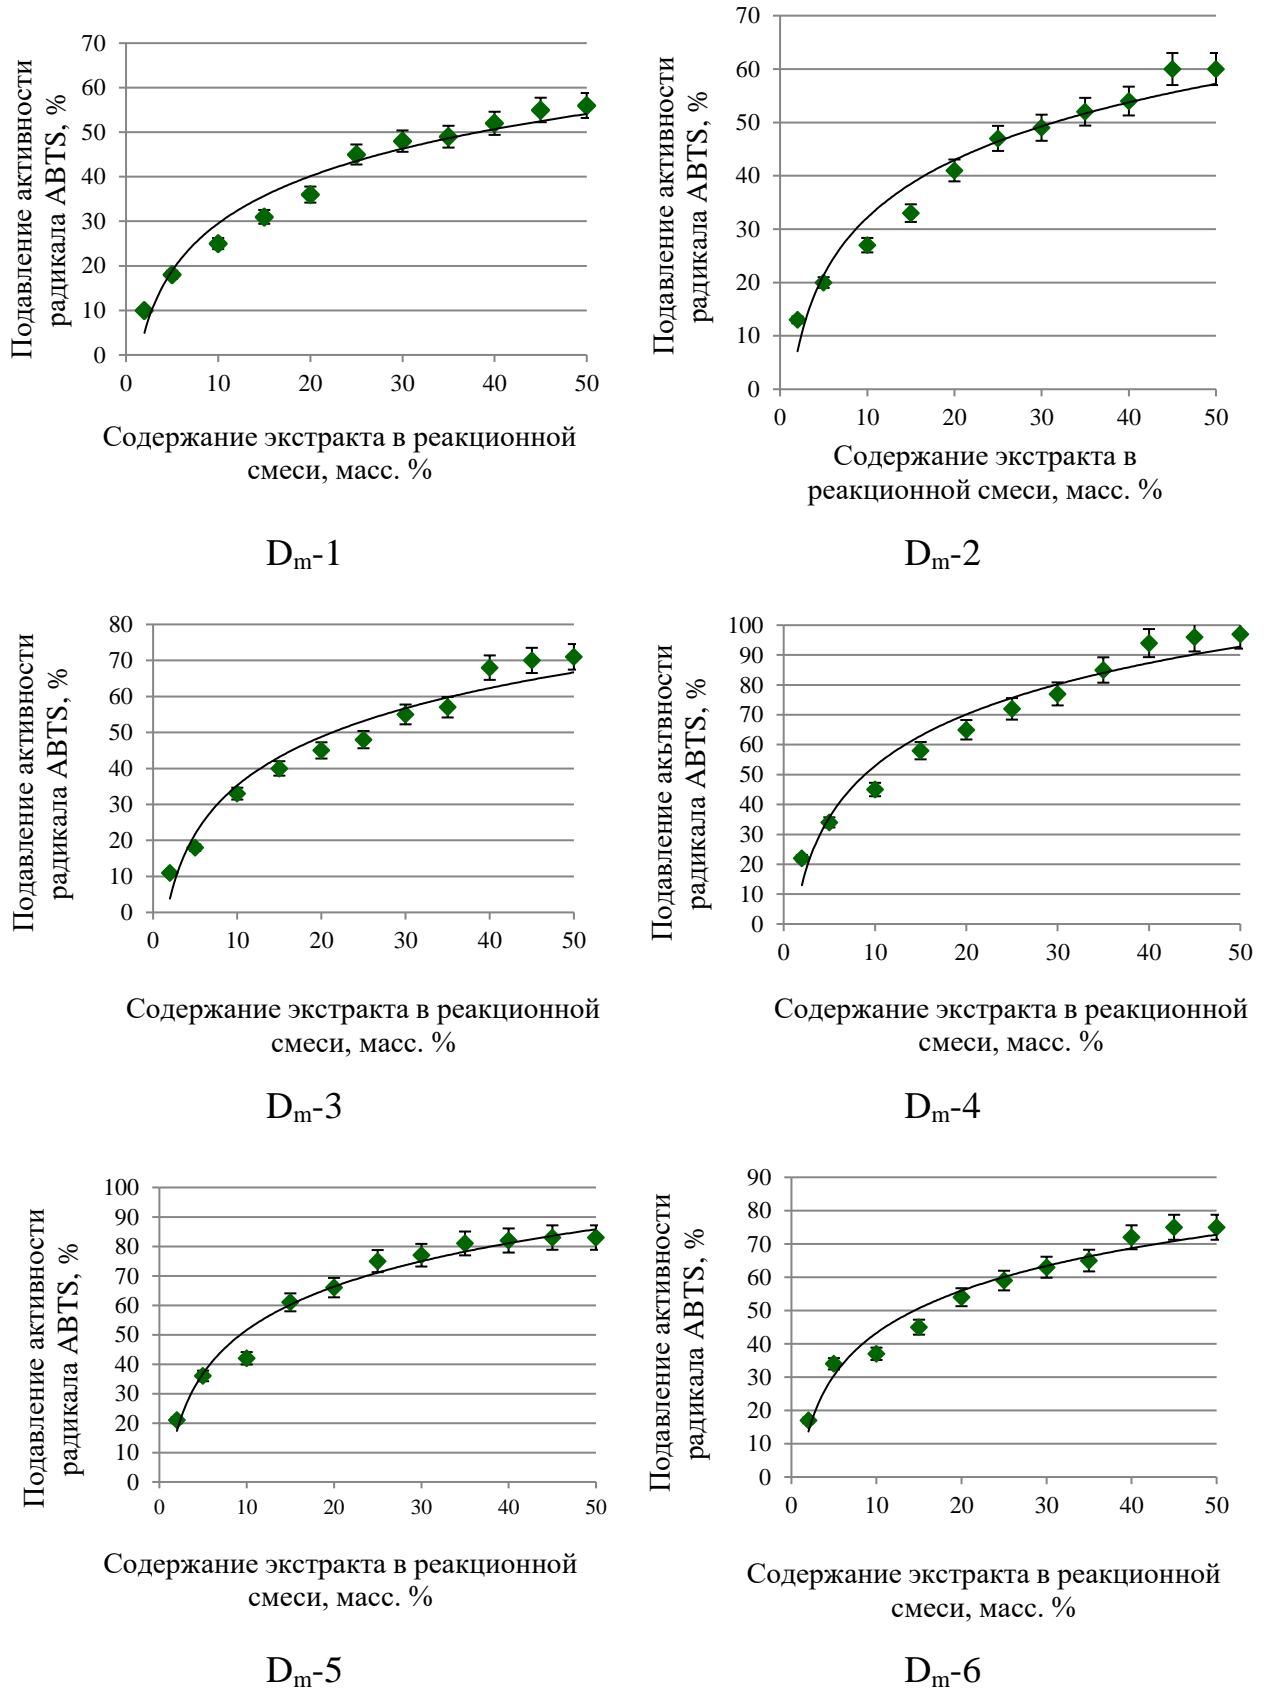 70
60
50
40
30
20
10
0
0 10 20 30 40 50
Подавление активности
радикала ABTS, %
Содержание экстракта в реакционной
смеси, масс. %
Dm-1
70
60
50
40
30
20
10
0
0 10 20 30 40 50
Подавление активности
радикала ABTS, %
Содержание экстракта в
реакционной смеси, масс. %
Dm-2
80
70
60
50
40
30
20
10
0
0 10 20 30 40 50
Подавление активности
радикала ABTS, %
Содержание экстракта в реакционной
смеси, масс. %
Dm-3
100
90
80
70
60
50
40
30
20
10
0
0 10 20 30 40 50
Подавление акьтвности
радикала ABTS, %
Содержание экстракта в реакционной
смеси, масс. %
Dm-4
100
90
80
70
60
50
40
30
20
10
0
0 10 20 30 40 50
Подавление активности
радикала ABTS, %
Содержание экстракта в реакционной
смеси, масс. %
Dm-5
90
80
70
60
50
40
30
20
10
0
0 10 20 30 40 50
Подавление активности
радикала ABTS, %
Содержание экстракта в реакционной
смеси, масс. %
Dm-6